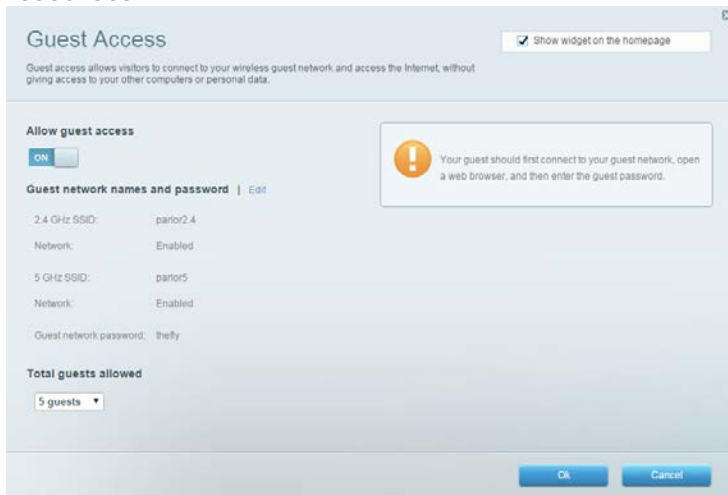 Guest Access
Show widget on the homepage
Guest access allows visitors to connect to your wireless guest network and access the Internet, without
giving access to your other computers or personal data.
Allow guest access
ON
Your guest should first connect to your guest network, open
a web browser, and then enter the guest password.
Guest network names and password | Edit
2.4 GHz SSID: parlor2.4
Network: Enabled
5 GHz SSID: parlor5
Network: Enabled
Guest network password: thefly
Total guests allowed
5 guests
Ok
Cancel